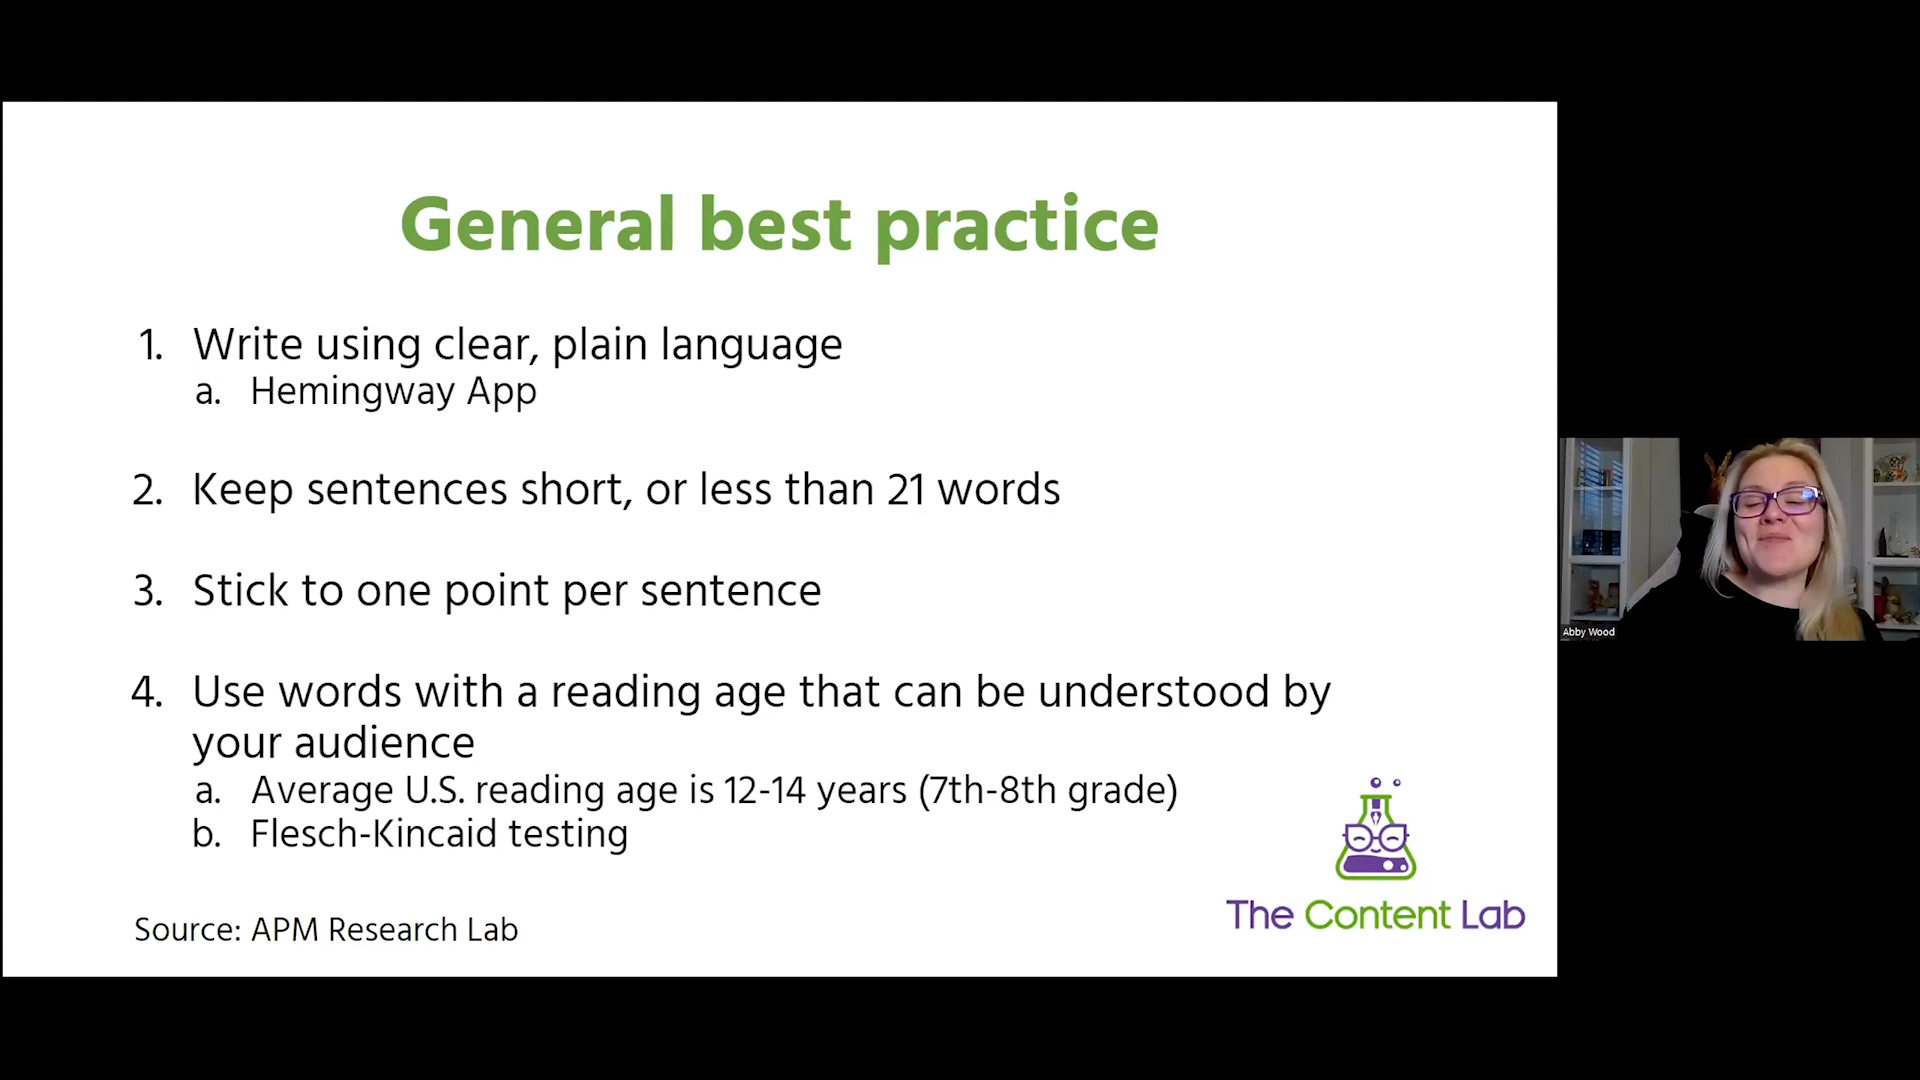 General best practice
1. Write using clear, plain language
a. Hemingway App
2. Keep sentences short, or less than 21 words
3. Stick to one point per sentence
4. Use words with a reading age that can be understood by
your audience
a. Average U.S. reading age is 12-14 years (7th-8th grade)
b. Flesch-Kincaid testing
Source: APM Research Lab
The Content Lab
Abby Wood